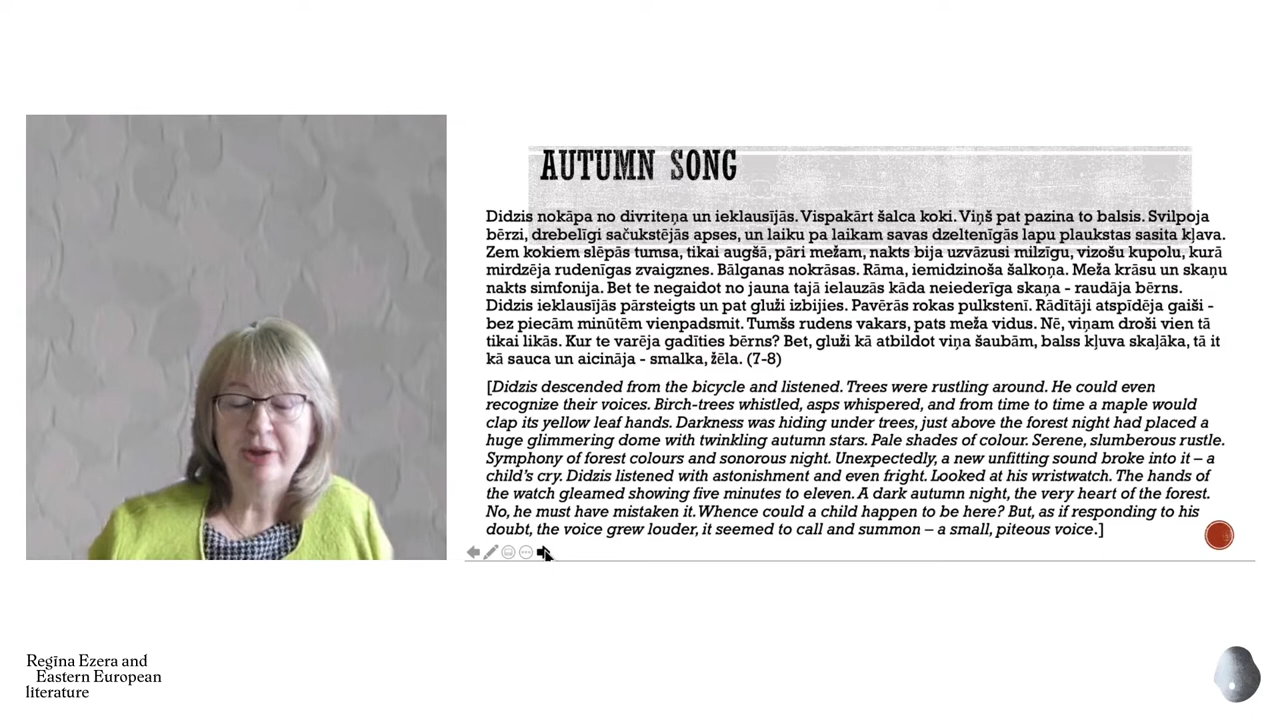 AUTUMN SONG
Didzis nokāpa no divriteņa un ieklausījās. Vispakārt šalca koki. Viņš pat pazina to balsis. Svilpoja
bērzi, drebelīgi sačukstējās apses, un laiku pa laikam savas dzeltenīgās lapu plaukstas sasita kļava.
Zem kokiem slēpās tumsa, tikai augšā, pāri mežam, nakts bija uzvāzusi milzīgu, vizošu kupolu, kurā
mirdzēja rudenīgas zvaigznes. Bālganas nokrāsas. Rāma, iemidzinoša šalkoņa. Meža krāsu un skaņu
nakts simfonija. Bet te negaidot no jauna tajā ielauzās kāda neiederīga skaņa - raudāja bērns.
Didzis ieklausījās pārsteigts un pat gluži izbijies. Pavērās rokas pulkstenī. Rādītāji atspīdēja gaiši -
bez piecām minūtēm vienpadsmit. Tumšs rudens vakars, pats meža vidus. Nē, viņam droši vien tā
tikai likās. Kur te varēja gadīties bērns? Bet, gluži kā atbildot viņa šaubām, balss kļuva skaļāka, tā it
kā sauca un aicināja - smalka, žēla. (7-8)
[Didzis descended from the bicycle and listened. Trees were rustling around. He could even
recognize their voices. Birch-trees whistled, asps whispered, and from time to time a maple would
clap its yellow leaf hands. Darkness was hiding under trees, just above the forest night had placed a
huge glimmering dome with twinkling autumn stars. Pale shades of colour. Serene, slumberous rustle.
Symphony of forest colours and sonorous night. Unexpectedly, a new unfitting sound broke into it – a
child's cry. Didzis listened with astonishment and even fright. Looked at his wristwatch. The hands of
the watch gleamed showing five minutes to eleven. A dark autumn night, the very heart of the forest.
No, he must have mistaken it. Whence could a child happen to be here? But, as if responding to his
doubt, the voice grew louder, it seemed to call and summon – a small, piteous voice.]
Regīna Ezera and
Eastern European
literature